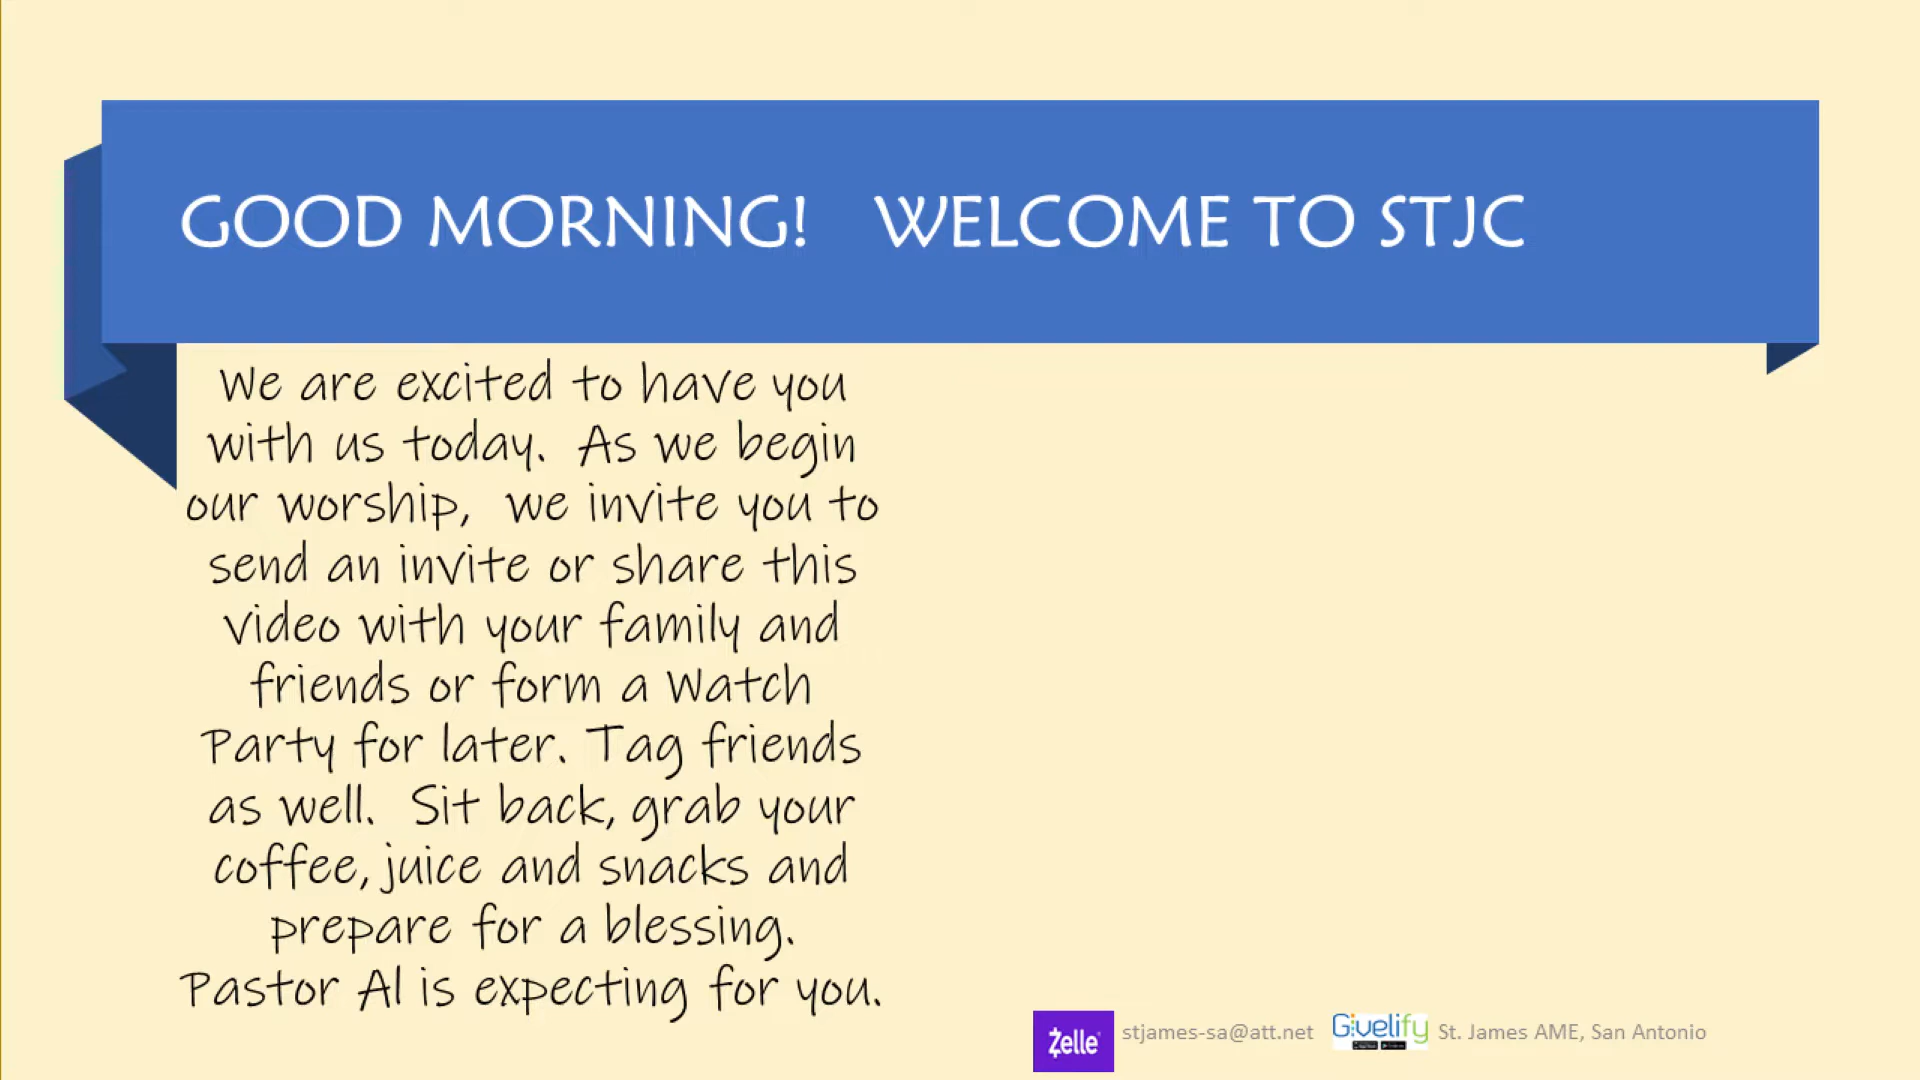 GOOD MORNING! WELCOME TO STJC
We are excited to have you
with us today. As we begin
our worship, we invite you to
send an invite or share this
video with your family and
friends or form a Watch
Party for later. Tag friends
as well. Sit back, grab your
coffee, juice and snacks and
prepare for a blessing.
Pastor Al is expecting for you.
Zelle stjames-sa@att.net Givelify St. James AME, San Antonio